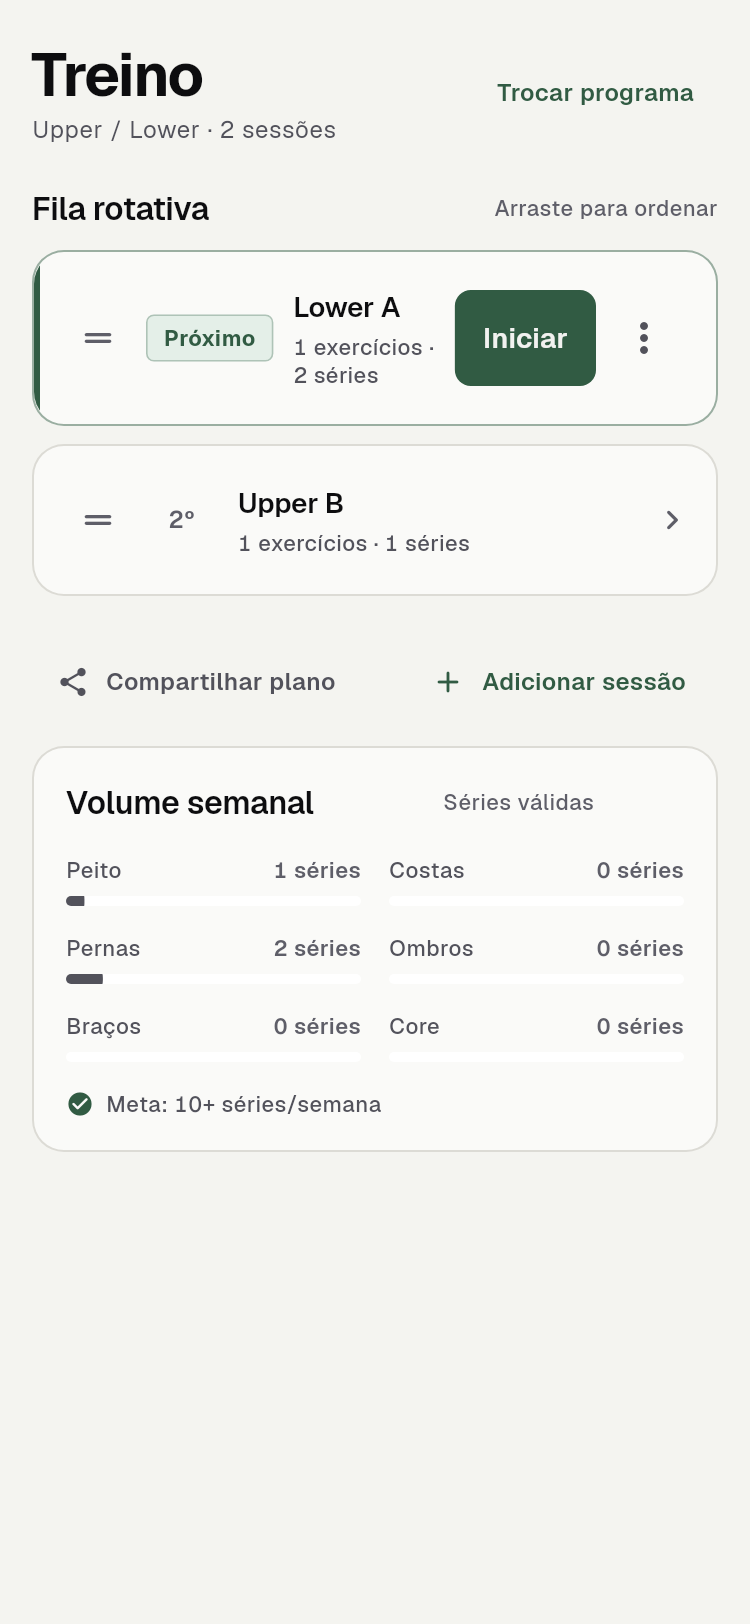 Treino
Trocar programa
Upper / Lower · 2 sessões
Fila rotativa
Arraste para ordenar
Próximo
Lower A
1 exercícios ·
2 séries
Iniciar
2º
Upper B
1 exercícios · 1 séries
Compartilhar plano
Adicionar sessão
Volume semanal
Séries válidas
Peito
1 séries
Costas
0 séries
Pernas
2 séries
Ombros
0 séries
Braços
0 séries
Core
0 séries
Meta: 10+ séries/semana